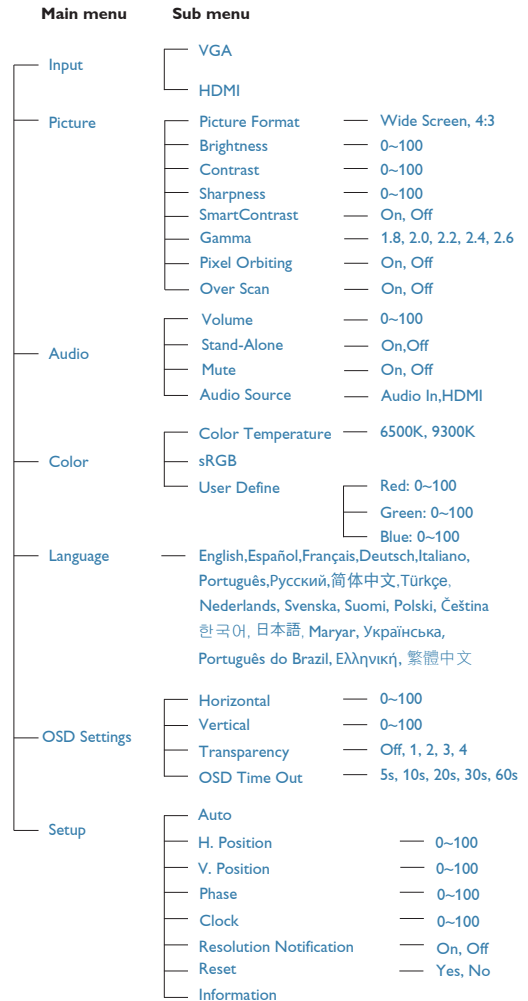 Main menu Sub menu
Input
VGA
HDMI
Picture
Picture Format Wide Screen, 4:3
Brightness 0~100
Contrast 0~100
Sharpness 0~100
SmartContrast On, Off
Gamma 1.8, 2.0, 2.2, 2.4, 2.6
Pixel Orbiting On, Off
Over Scan On, Off
Audio
Volume 0~100
Stand-Alone On,Off
Mute On, Off
Audio Source Audio In,HDMI
Color
Color Temperature 6500K, 9300K
sRGB
User Define Red: 0~100
Green: 0~100
Blue: 0~100
Language
English,Español,Français,Deutsch,Italiano,
Português,Русский,简体中文,Türkçe,
Nederlands, Svenska, Suomi, Polski, Čeština
한국어, 日本語, Maryar, Українська,
Português do Brazil, Ελληνική, 繁體中文
OSD Settings
Horizontal 0~100
Vertical 0~100
Transparency Off, 1, 2, 3, 4
OSD Time Out 5s, 10s, 20s, 30s, 60s
Setup
Auto
H. Position 0~100
V. Position 0~100
Phase 0~100
Clock 0~100
Resolution Notification On, Off
Reset Yes, No
Information